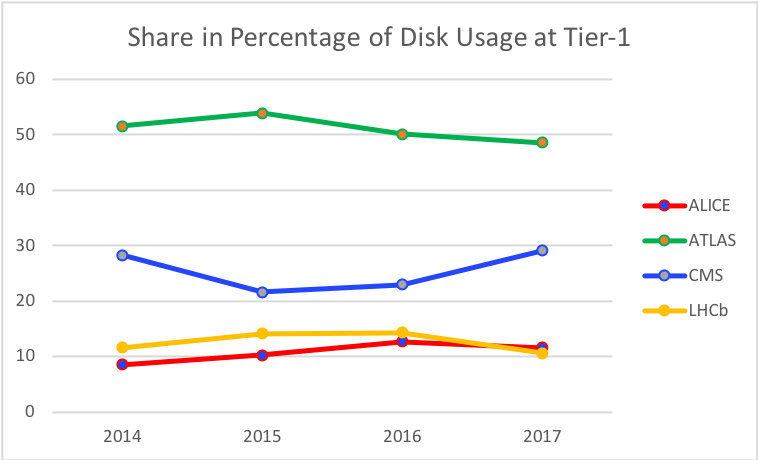 Share in Percentage of Disk Usage at Tier-1
60
50
40
30
20
10
0
2014 2015 2016 2017
ALICE
ATLAS
CMS
LHCb